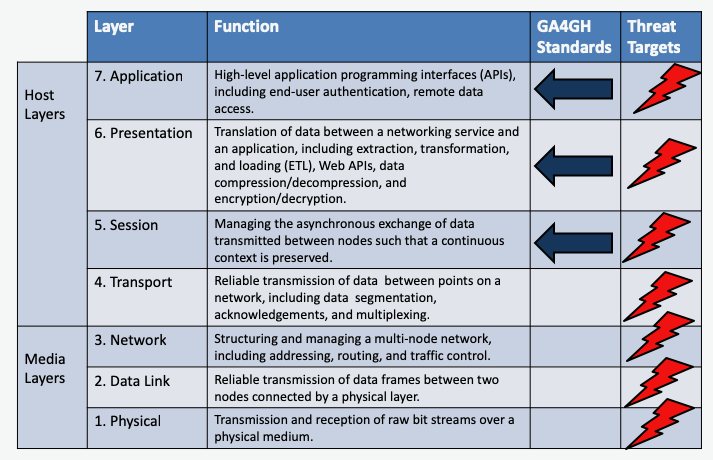 Layer
Function
GA4GH
Standards
Threat
Targets
Host
Layers
7. Application
High-level application programming interfaces (APIs),
including end-user authentication, remote data
access.
6. Presentation
Translation of data between a networking service and
an application, including extraction, transformation,
and loading (ETL), Web APIs, data
compression/decompression, and
encryption/decryption.
5. Session
Managing the asynchronous exchange of data
transmitted between nodes such that a continuous
context is preserved.
4. Transport
Reliable transmission of data  between points on a
network, including data  segmentation,
acknowledgements, and multiplexing.
Media
Layers
3. Network
Structuring and managing a multi-node network,
including addressing, routing, and traffic control.
2. Data Link
Reliable transmission of data frames between two
nodes connected by a physical layer.
1. Physical
Transmission and reception of raw bit streams over a
physical medium.